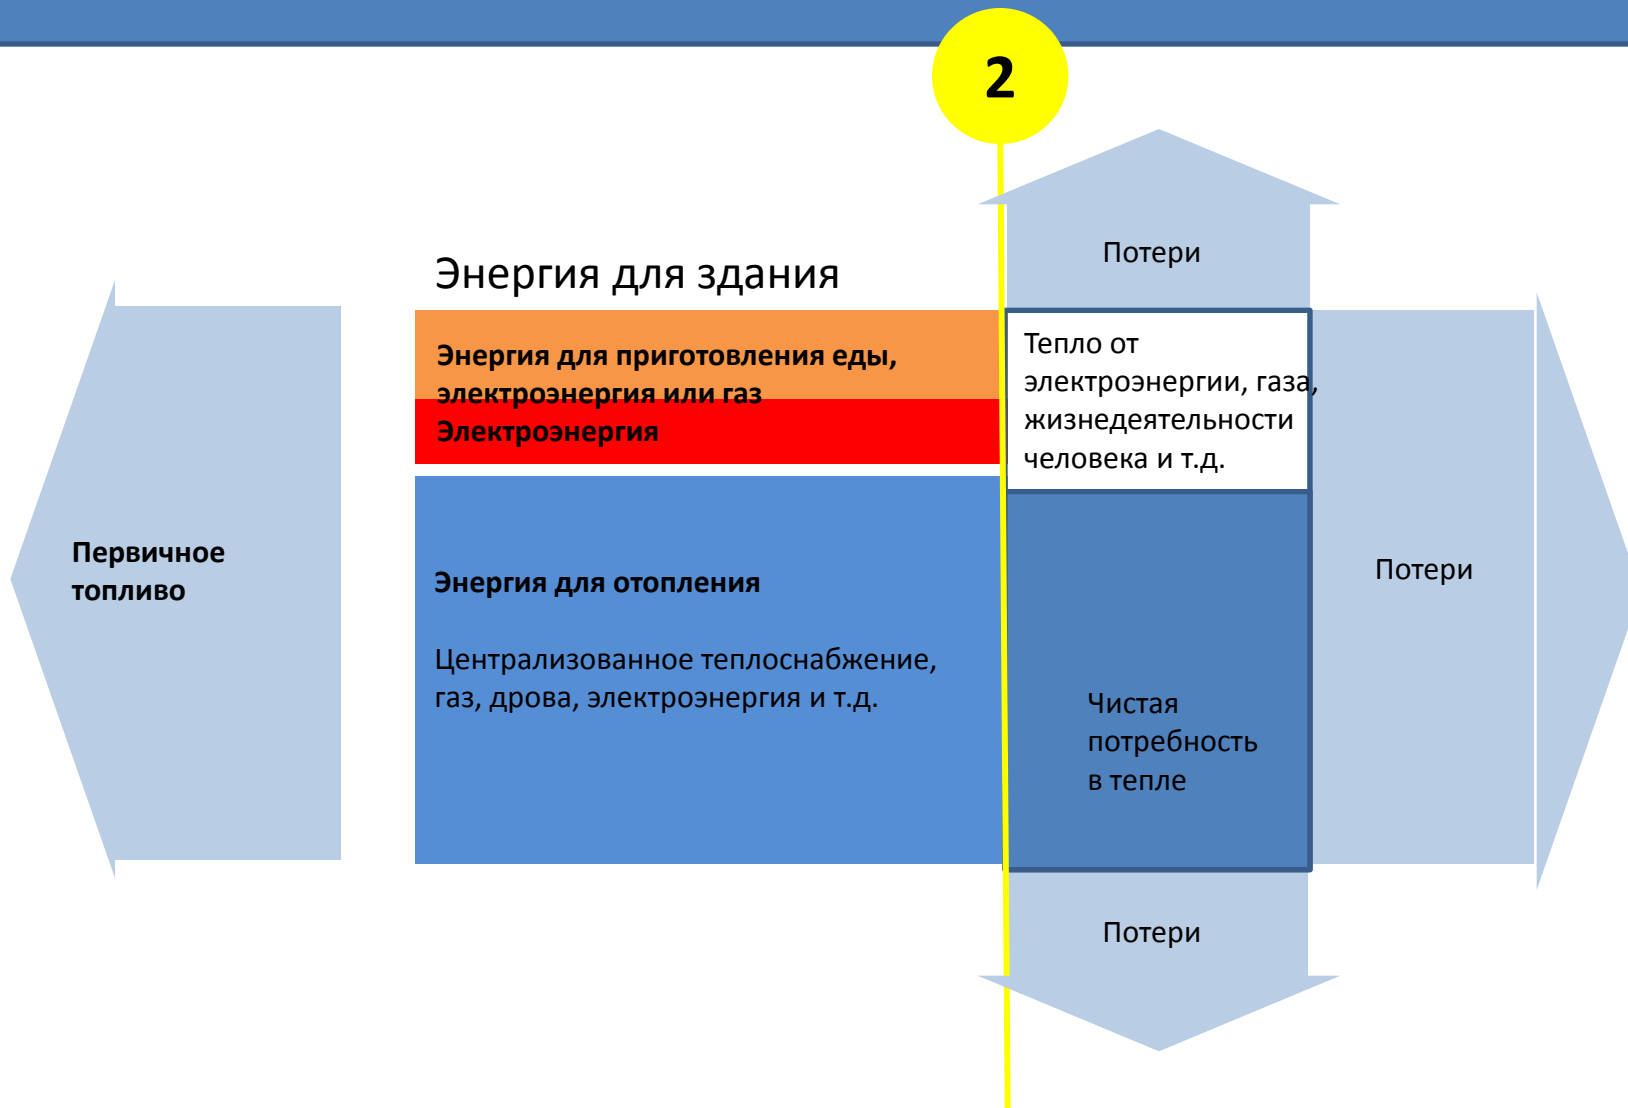 2
Потери
Энергия для здания
Энергия для приготовления еды,
электроэнергия или газ
Электроэнергия
Тепло от
электроэнергии, газа,
жизнедеятельности
человека и т.д.
Первичное
топливо
Энергия для отопления
Централизованное теплоснабжение,
газ, дрова, электроэнергия и т.д.
Чистая
потребность
в тепле
Потери
Потери